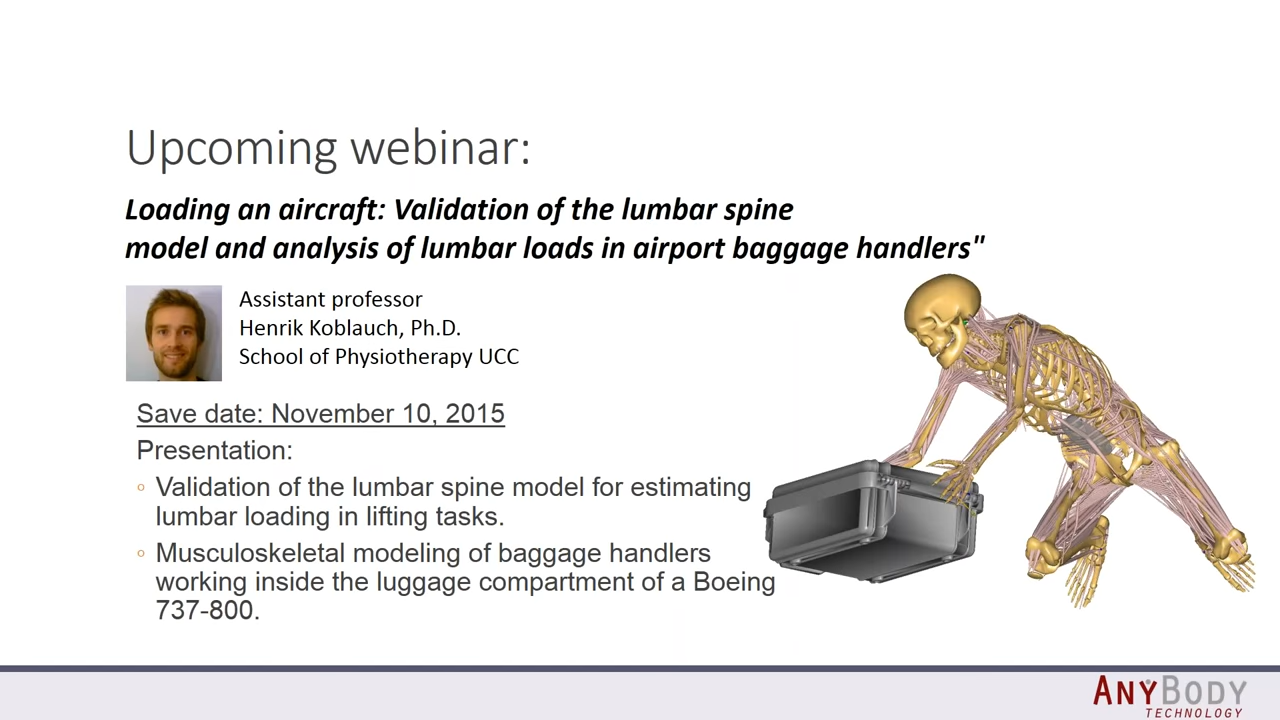 Upcoming webinar:
Loading an aircraft: Validation of the lumbar spine
model and analysis of lumbar loads in airport baggage handlers"
Assistant professor
Henrik Koblauch, Ph.D.
School of Physiotherapy UCC
Save date: November 10, 2015
Presentation:
◦ Validation of the lumbar spine model for estimating
lumbar loading in lifting tasks.
◦ Musculoskeletal modeling of baggage handlers
working inside the luggage compartment of a Boeing
737-800.
ANYBODY
TECHNOLOGY